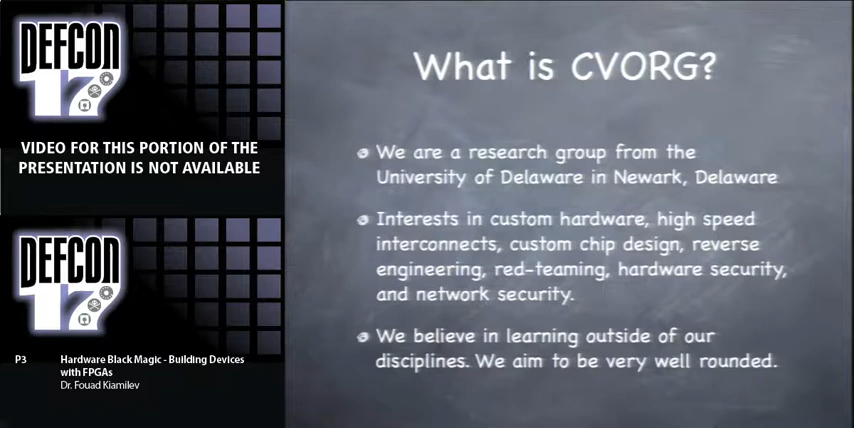 DEFCON
17
VIDEO FOR THIS PORTION OF THE
PRESENTATION IS NOT AVAILABLE
DEFCON
17
P3 Hardware Black Magic - Building Devices
with FPGAs
Dr. Fouad Kiamilev
What is CVORG?
We are a research group from the
University of Delaware in Newark, Delaware
Interests in custom hardware, high speed
interconnects, custom chip design, reverse
engineering, red-teaming, hardware security,
and network security.
We believe in learning outside of our
disciplines. We aim to be very well rounded.